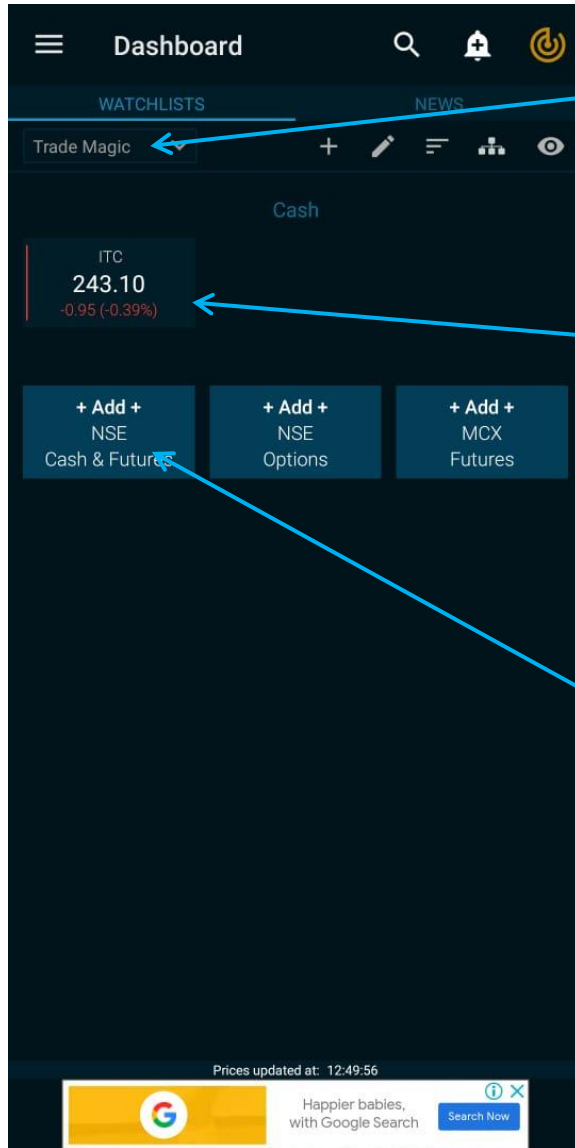 Dashboard
WATCHLISTS
NEWS
Trade Magic
Cash
ITC
243.10
-0.95 (-0.39%)
+ Add +
NSE
Cash & Futures
+ Add +
NSE
Options
+ Add +
MCX
Futures
Prices updated at: 12:49:56
G
Happier babies,
with Google Search
Search Now